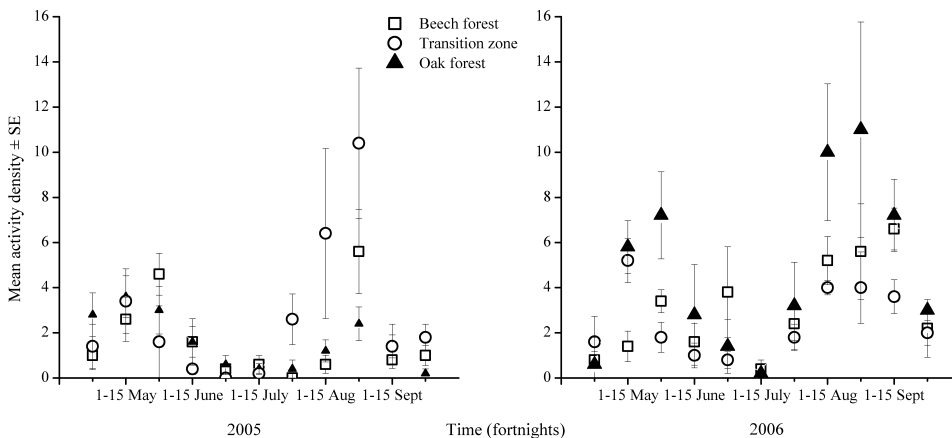 Mean activity density ± SE
16
14
12
10
8
6
4
2
0
Beech forest
Transition zone
Oak forest
1-15 May 1-15 June 1-15 July 1-15 Aug 1-15 Sept
2005
16
14
12
10
8
6
4
2
0
1-15 May 1-15 June 1-15 July 1-15 Aug 1-15 Sept
2006
Time (fortnights)